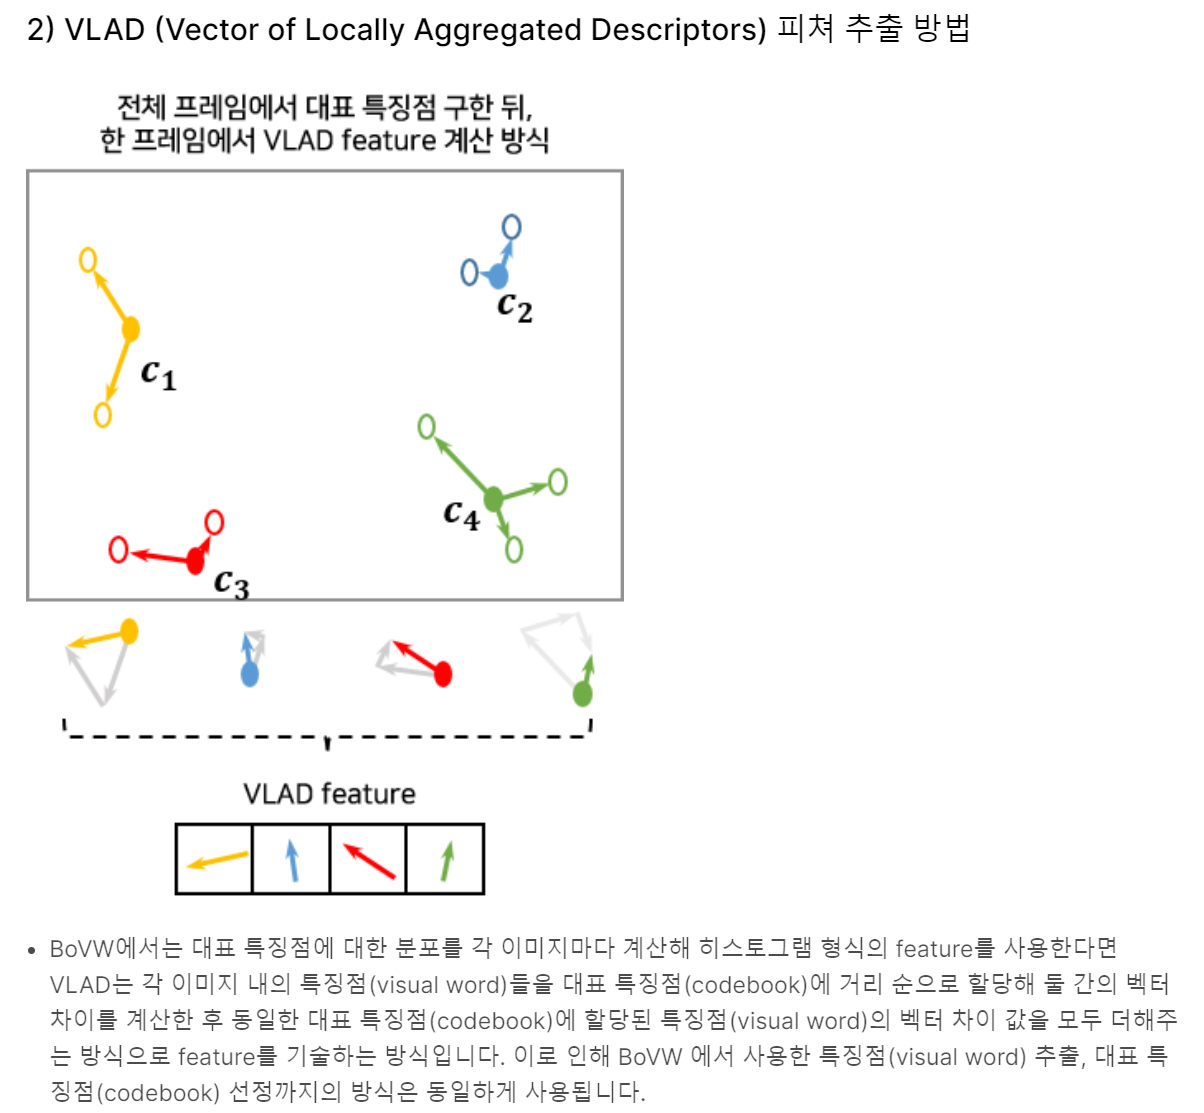 2) VLAD (Vector of Locally Aggregated Descriptors) 피쳐 추출 방법
전체 프레임에서 대표 특징점 구한 뒤,
한 프레임에서 VLAD feature 계산 방식
c₂
c₁
c₄
c₃
VLAD feature
• BoVW에서는 대표 특징점에 대한 분포를 각 이미지마다 계산해 히스토그램 형식의 feature를 사용한다면
VLAD는 각 이미지 내의 특징점(visual word)들을 대표 특징점(codebook)에 거리 순으로 할당해 둘 간의 벡터
차이를 계산한 후 동일한 대표 특징점(codebook)에 할당된 특징점(visual word)의 벡터 차이 값을 모두 더해주
는 방식으로 feature를 기술하는 방식입니다. 이로 인해 BoVW 에서 사용한 특징점(visual word) 추출, 대표 특
징점(codebook) 선정까지의 방식은 동일하게 사용됩니다.